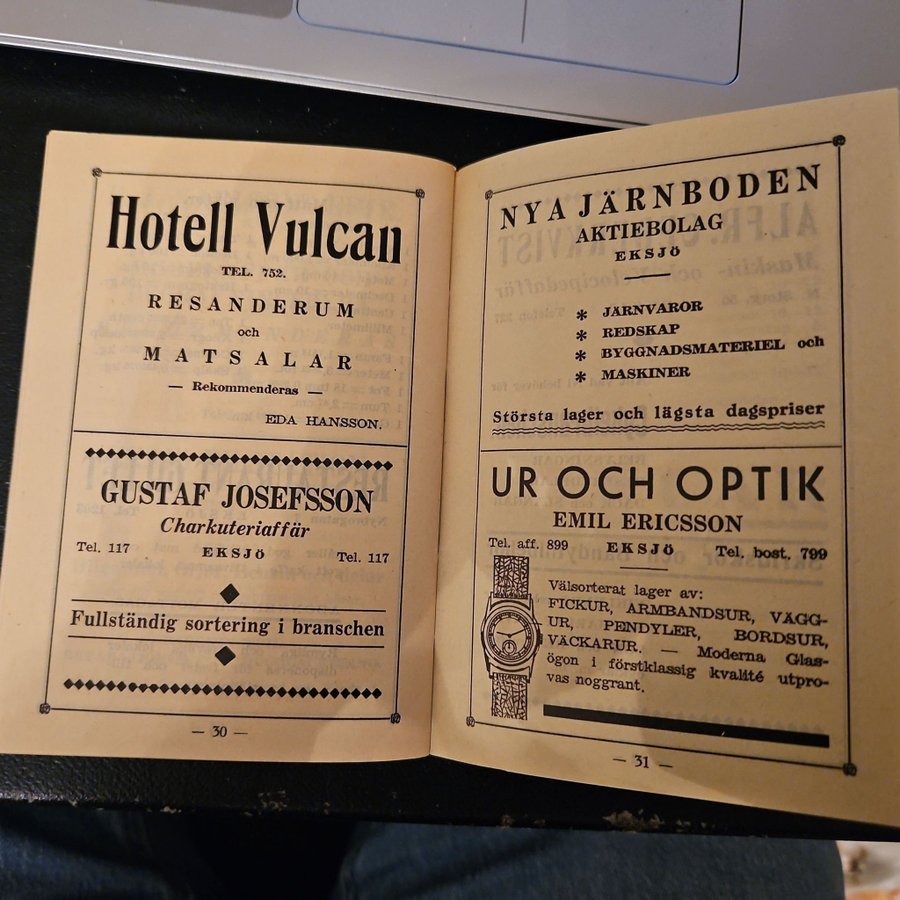 Hotell Vulcan
TEL. 752.
RESANDERUM
och
MATSALAR
— Rekommenderas —
EDA HANSSON.
GUSTAF JOSEFSSON
Charkuteriaffär
Tel. 117 EKSJÖ Tel. 117
Fullständig sortering i branschen
— 30 —
NYA JÄRNBODEN
AKTIEBOLAG
EKSJÖ
* JÄRNVAROR
* REDSKAP
* BYGGNADSMATERIEL och
* MASKINER
Största lager och lägsta dagspriser
UR OCH OPTIK
EMIL ERICSSON
Tel. aff. 899 EKSJÖ Tel. bost. 799
Välsorterat lager av:
FICKUR, ARMBANDSUR, VÄGG-
UR, PENDYLER, BORDSUR,
VÄCKARUR. — Moderna Glas-
ögon i förstklassig kvalité utpro-
vas noggrant.
— 31 —